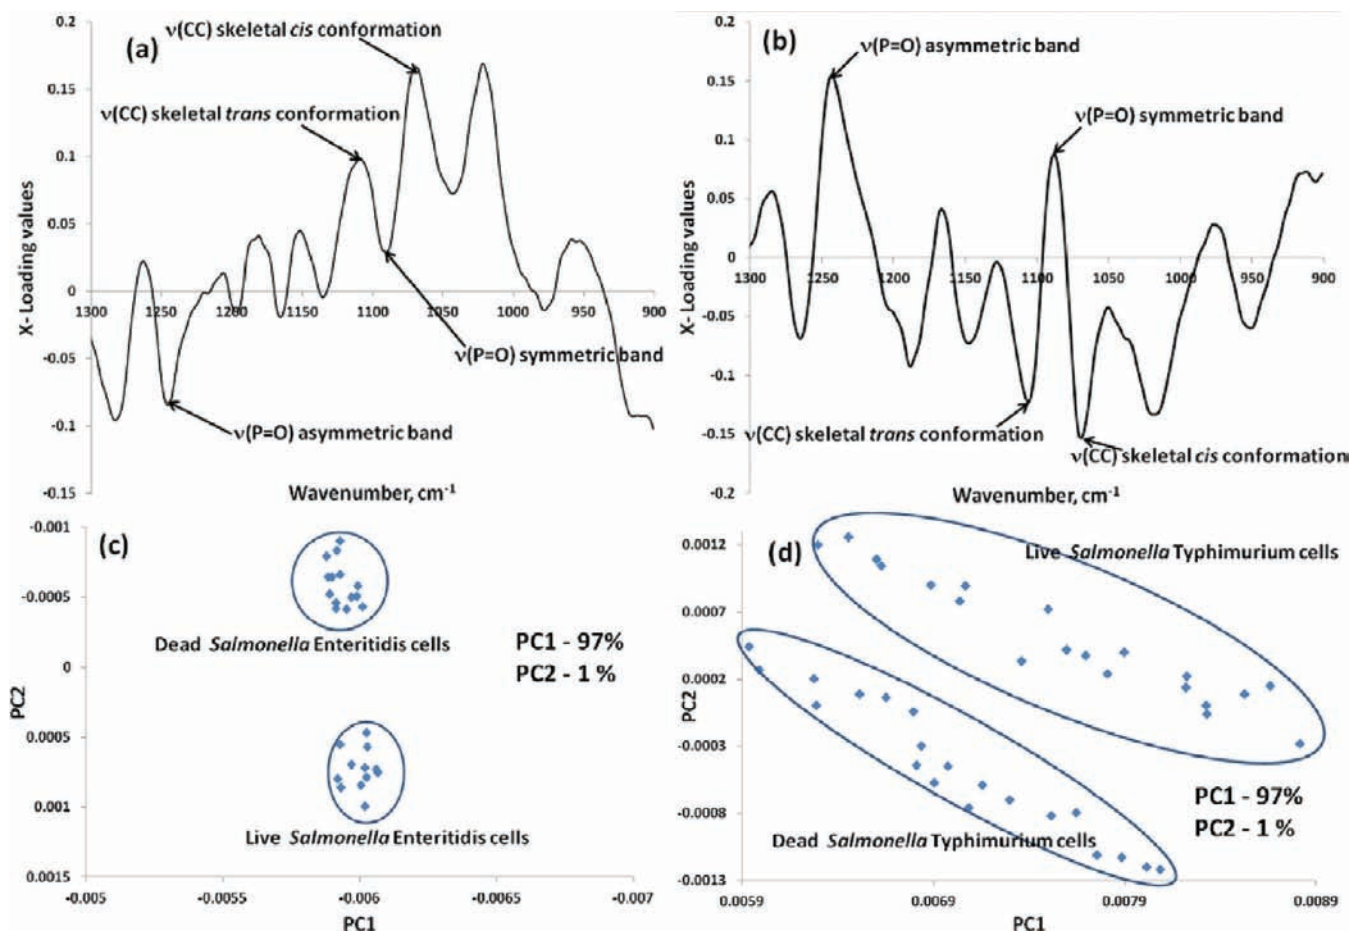 (a)
ν(CC) skeletal cis conformation
ν(CC) skeletal trans conformation
ν(P=O) symmetric band
ν(P=O) asymmetric band
X- Loading values
0.2
0.15
0.1
0.05
0
-0.05
-0.1
-0.15
1300 1250 1200 1150 1100 1050 1000 950 900
Wavenumber, cm-1
(b)
ν(P=O) asymmetric band
ν(P=O) symmetric band
ν(CC) skeletal trans conformation
ν(CC) skeletal cis conformation
X- Loading values
0.2
0.15
0.1
0.05
0
-0.05
-0.1
-0.15
-0.2
1300 1250 1200 1150 1100 1050 1000 950 900
Wavenumber, cm-1
(c)
Dead Salmonella Enteritidis cells
PC1 - 97%
PC2 - 1 %
Live Salmonella Enteritidis cells
PC2
-0.001
-0.0005
0
0.0005
0.001
0.0015
-0.005 -0.0055 -0.006 -0.0065 -0.007
PC1
(d)
Live Salmonella Typhimurium cells
PC1 - 97%
PC2 - 1 %
Dead Salmonella Typhimurium cells
PC2
0.0012
0.0007
0.0002
-0.0003
-0.0008
-0.0013
0.0059 0.0069 0.0079 0.0089
PC1